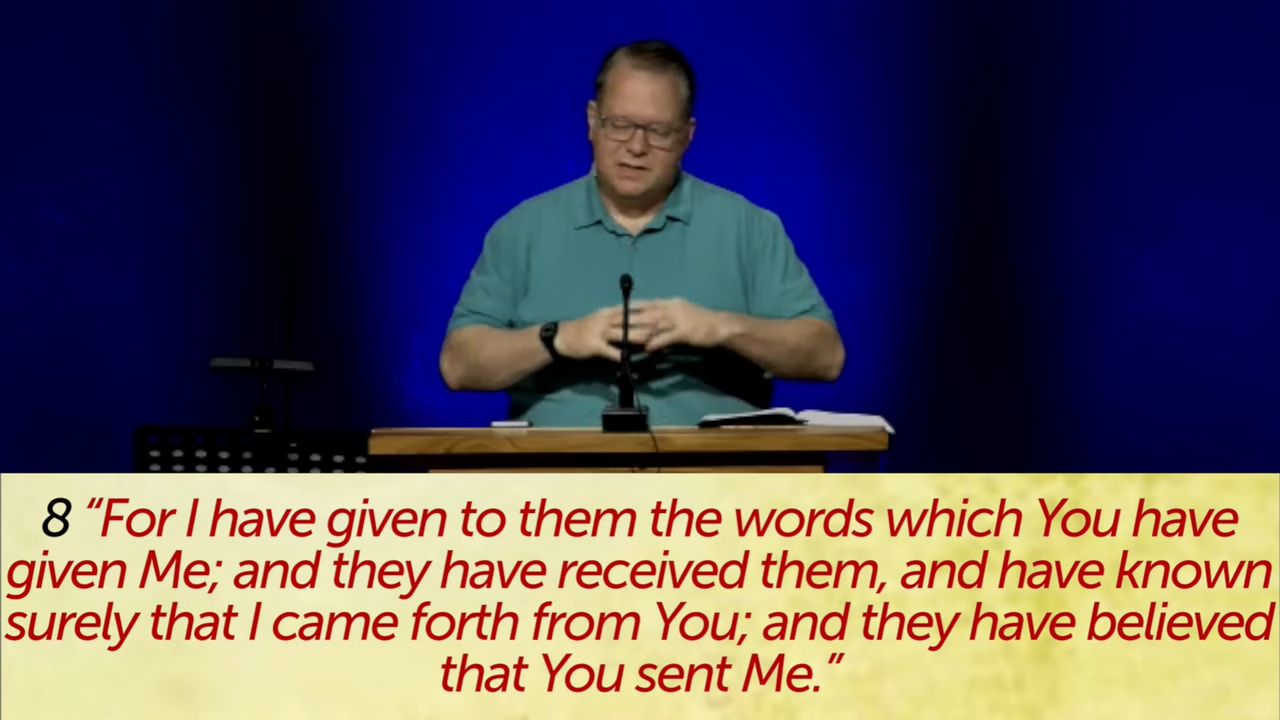 8 “For I have given to them the words which You have
given Me; and they have received them, and have known
surely that I came forth from You; and they have believed
that You sent Me.”